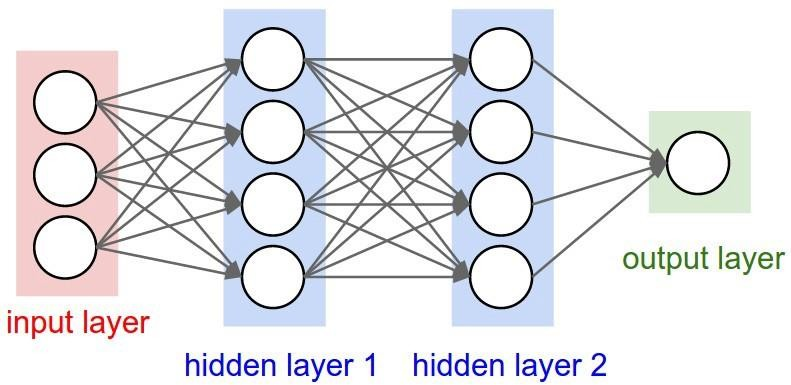 input layer
hidden layer 1
hidden layer 2
output layer